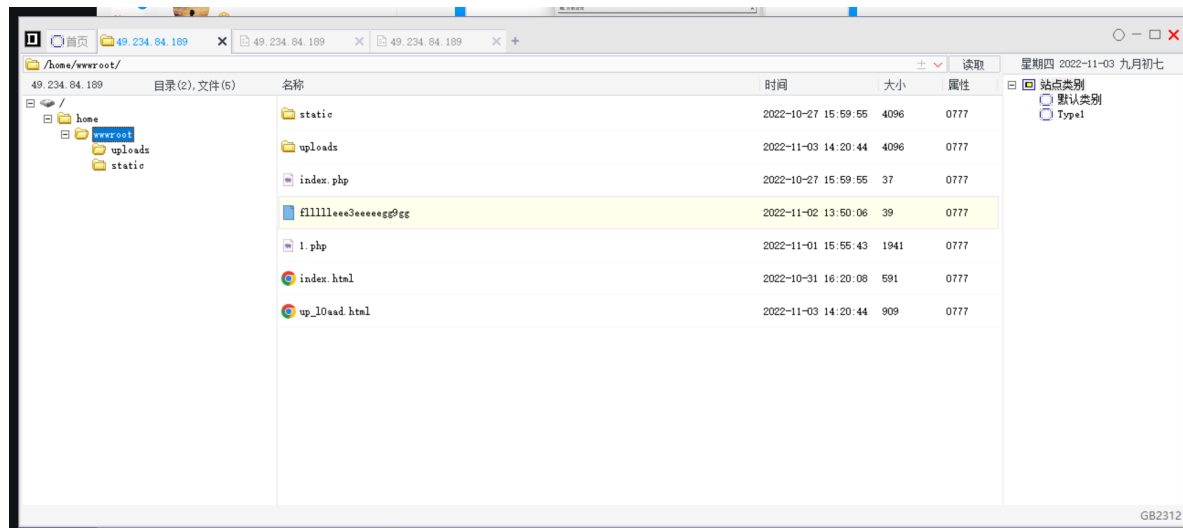 首页 49.234.84.189 49.234.84.189 49.234.84.189
/home/wwwroot/ 读取 星期四 2022-11-03 九月初七
49.234.84.189 目录(2),文件(5) 名称 时间 大小 属性 站点类别
/ 默认类别
home Type1
wwwroot
uploads
static
static 2022-10-27 15:59:55 4096 0777
uploads 2022-11-03 14:20:44 4096 0777
index.php 2022-10-27 15:59:55 37 0777
fllllleee3eeeeegg9gg 2022-11-02 13:50:06 39 0777
1.php 2022-11-01 15:55:43 1941 0777
index.html 2022-10-31 16:20:08 591 0777
up_l0aad.html 2022-11-03 14:20:44 909 0777
GB2312